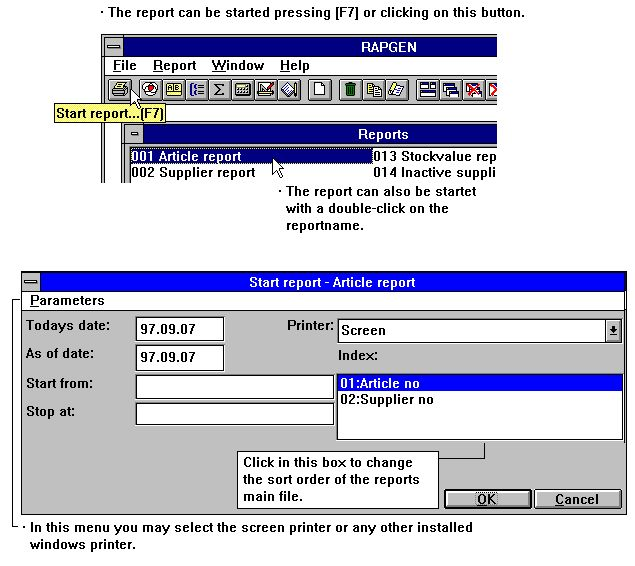 · The report can be started pressing [F7] or clicking on this button.
RAPGEN
File Report Window Help
AB
Σ
Start report...[F7]
Reports
001 Article report 013 Stockvalue rep
002 Supplier report 014 Inactive suppli
· The report can also be startet
with a double-click on the
reportname.
Start report - Article report
Parameters
Todays date: 97.09.07 Printer: Screen
As of date: 97.09.07 Index:
Start from: 01:Article no
02:Supplier no
Stop at:
Click in this box to change
the sort order of the reports
main file.
OK Cancel
· In this menu you may select the screen printer or any other installed
windows printer.